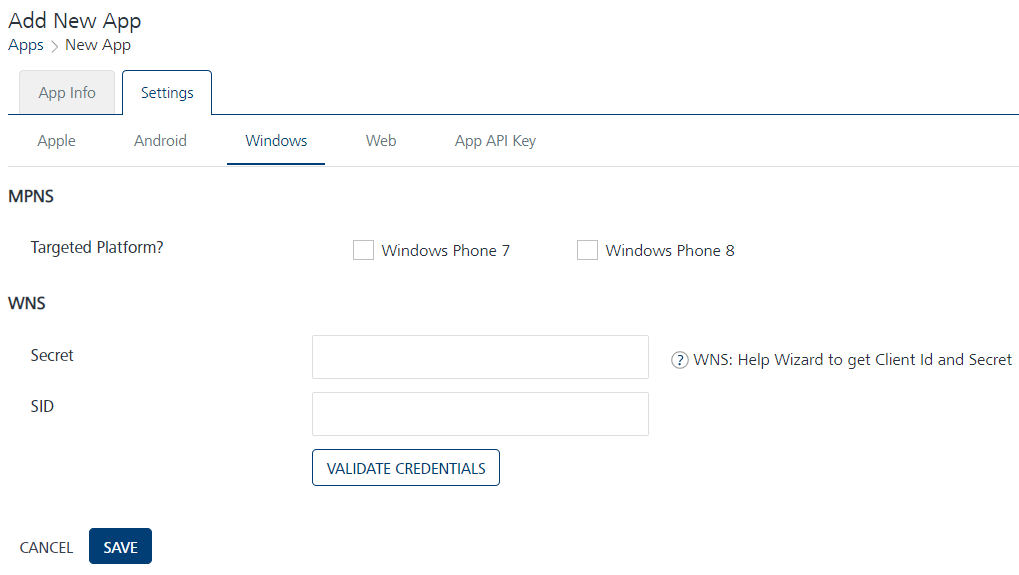 Add New App
Apps > New App
App Info Settings
Apple Android Windows Web App API Key
MPNS
Targeted Platform? Windows Phone 7 Windows Phone 8
WNS
Secret ? WNS: Help Wizard to get Client Id and Secret
SID
VALIDATE CREDENTIALS
CANCEL SAVE